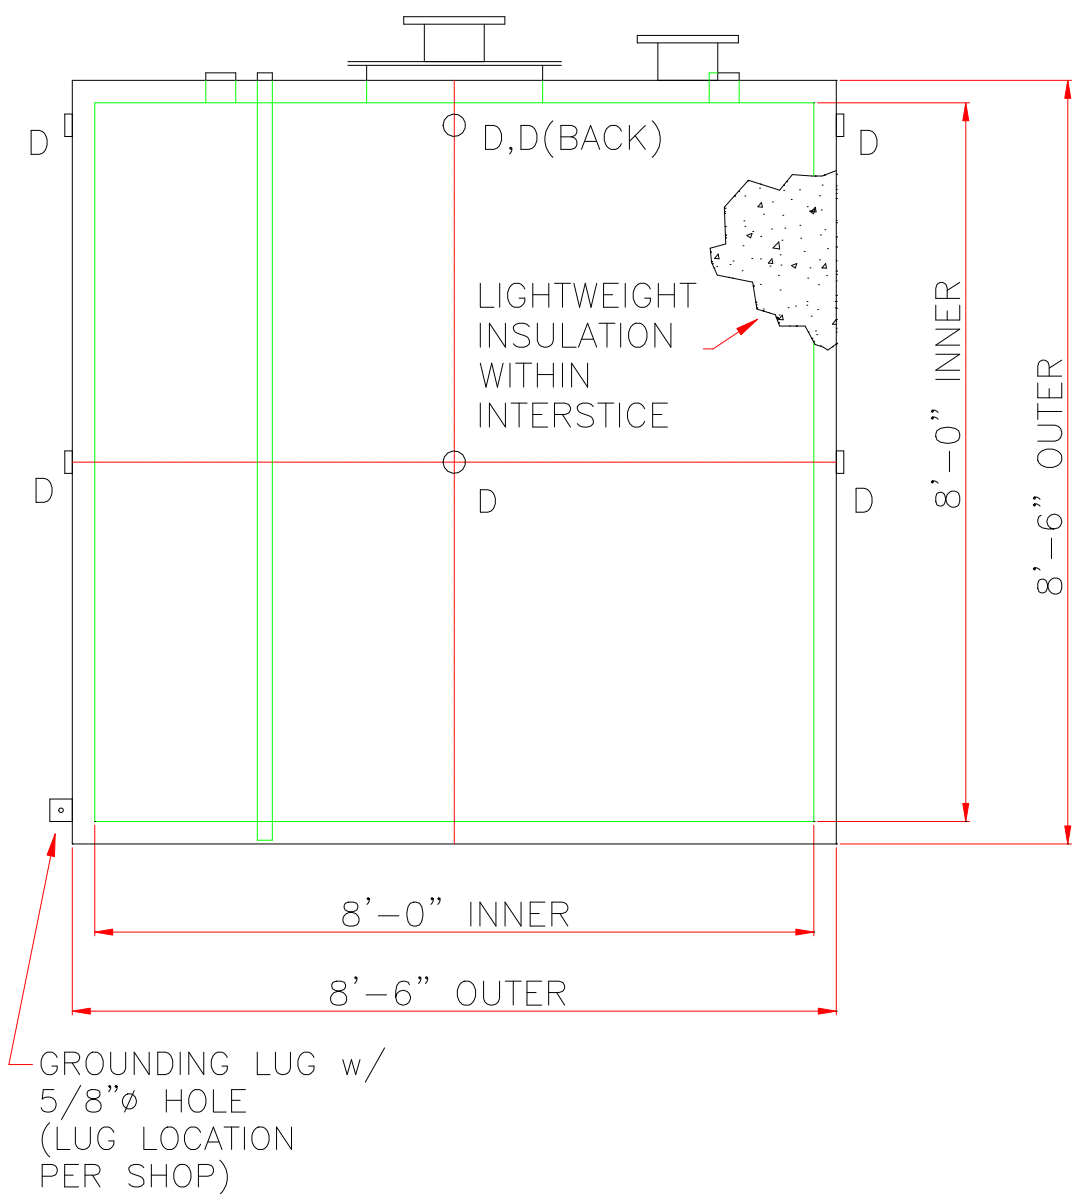 D
D,D(BACK)
D
LIGHTWEIGHT
INSULATION
WITHIN
INTERSTICE
8'-0" INNER
8'-6" OUTER
D
D
D
8'-0" INNER
8'-6" OUTER
GROUNDING LUG w/
5/8"ø HOLE
(LUG LOCATION
PER SHOP)